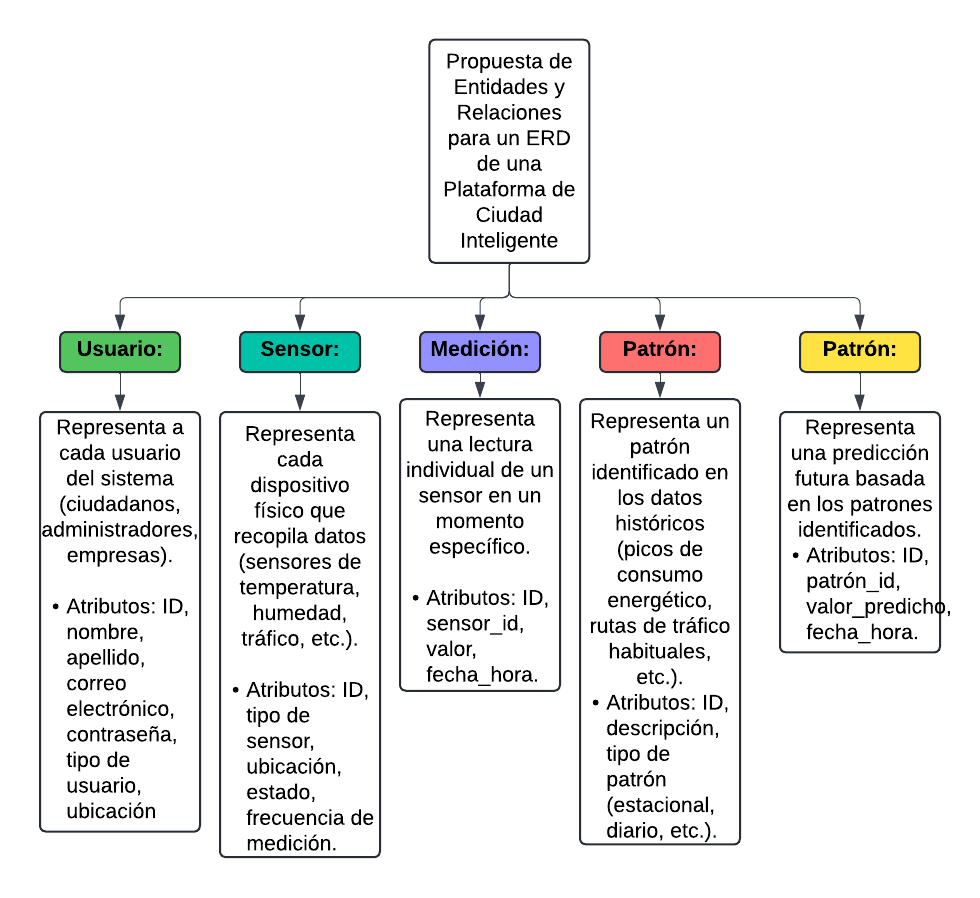 Propuesta de
Entidades y
Relaciones
para un ERD
de una
Plataforma de
Ciudad
Inteligente
Usuario:
Representa a
cada usuario
del sistema
(ciudadanos,
administradores,
empresas).
• Atributos: ID,
nombre,
apellido,
correo
electrónico,
contraseña,
tipo de
usuario,
ubicación
Sensor:
Representa
cada
dispositivo
físico que
recopila datos
(sensores de
temperatura,
humedad,
tráfico, etc.).
• Atributos: ID,
tipo de
sensor,
ubicación,
estado,
frecuencia de
medición.
Medición:
Representa
una lectura
individual de un
sensor en un
momento
específico.
• Atributos: ID,
sensor_id,
valor,
fecha_hora.
Patrón:
Representa un
patrón
identificado en
los datos
históricos
(picos de
consumo
energético,
rutas de tráfico
habituales,
etc.).
• Atributos: ID,
descripción,
tipo de
patrón
(estacional,
diario, etc.).
Patrón:
Representa
una predicción
futura basada
en los patrones
identificados.
• Atributos: ID,
patrón_id,
valor_predicho,
fecha_hora.